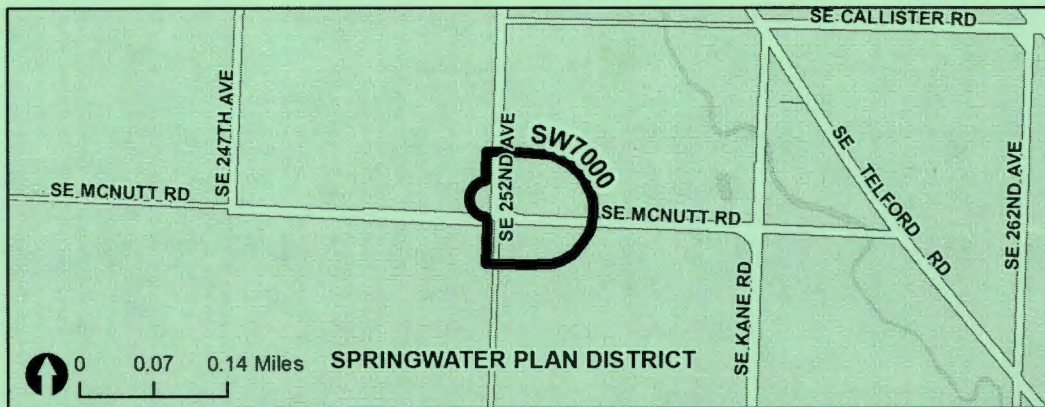 SE CALLISTER RD
SE 247TH AVE
SE 252ND AVE
SW7000
SE MCNUTT RD
SE MCNUTT RD
SE TELFORD RD
SE 262ND AVE
SE KANE RD
0 0.07 0.14 Miles
SPRINGWATER PLAN DISTRICT